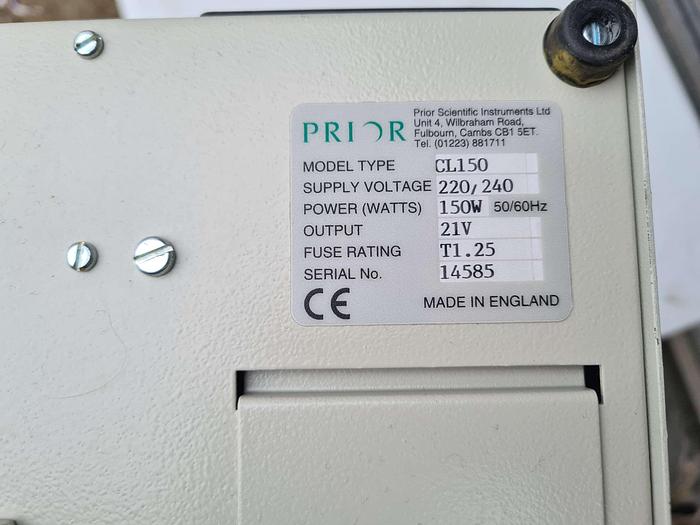 PRIOR
Prior Scientific Instruments Ltd
Unit 4, Wilbraham Road,
Fulbourn, Cambs CB1 5ET.
Tel. (01223) 881711
MODEL TYPE CL150
SUPPLY VOLTAGE 220/240
POWER (WATTS) 150W 50/60Hz
OUTPUT 21V
FUSE RATING T1.25
SERIAL No. 14585
CE MADE IN ENGLAND